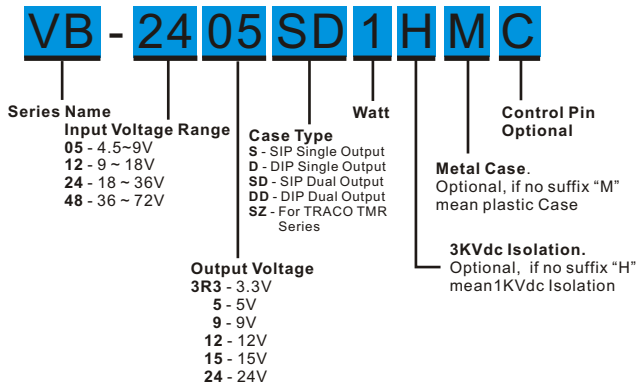 VB - 24 05 SD 1 H M C
Series Name
Input Voltage Range
05 - 4.5~9V
12 - 9 ~ 18V
24 - 18 ~ 36V
48 - 36 ~ 72V
Output Voltage
3R3 - 3.3V
5 - 5V
9 - 9V
12 - 12V
15 - 15V
24 - 24V
Case Type
S - SIP Single Output
D - DIP Single Output
SD - SIP Dual Output
DD - DIP Dual Output
SZ - For TRACO TMR
Series
Watt
3KVdc Isolation.
Optional, if no suffix “H”
mean1KVdc Isolation
Metal Case.
Optional, if no suffix “M”
mean plastic Case
Control Pin
Optional